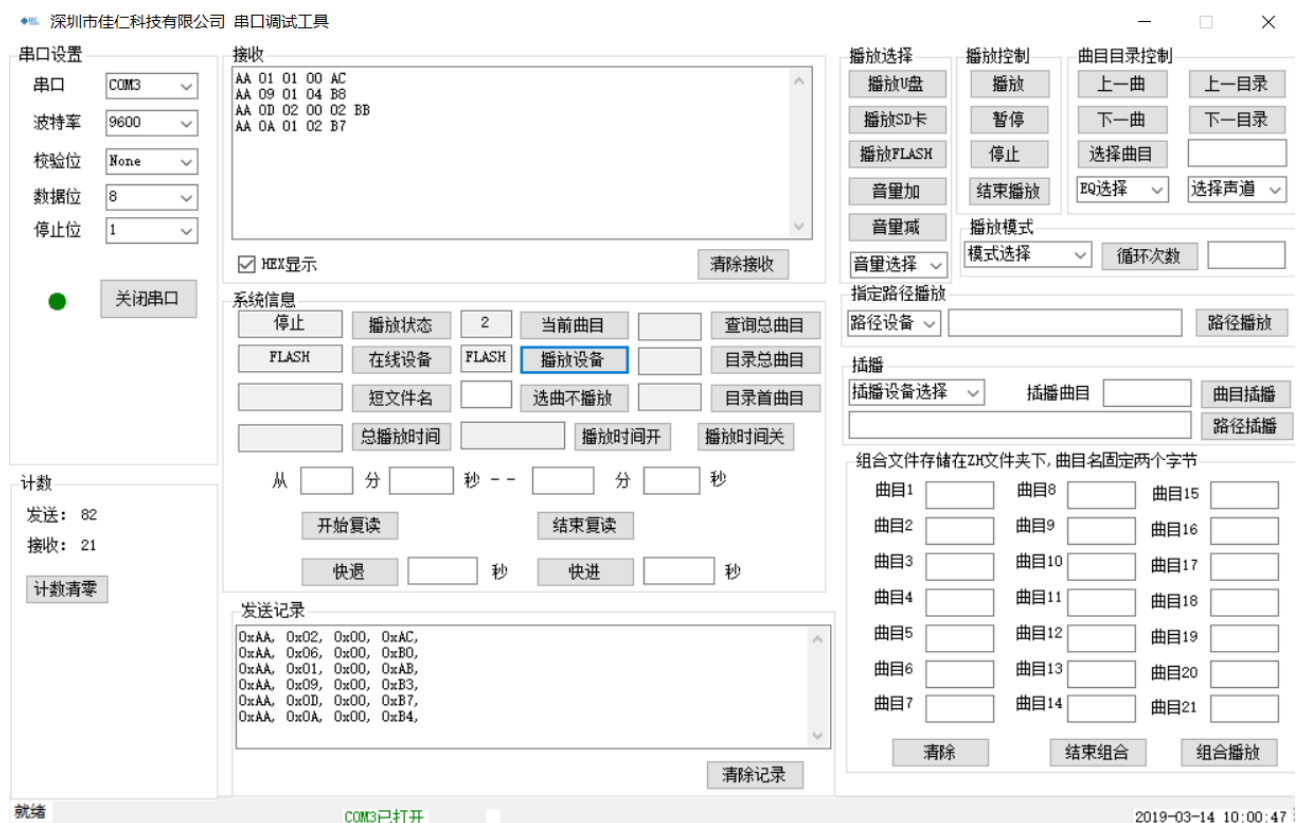 深圳市佳仁科技有限公司 串口调试工具
串口设置
串口 COM3
波特率 9600
校验位 None
数据位 8
停止位 1
关闭串口
计数
发送: 82
接收: 21
计数清零
接收
AA 01 01 00 AC
AA 09 01 04 B8
AA 0D 02 00 02 BB
AA 0A 01 02 B7
HEX显示 清除接收
系统信息
停止 播放状态 2 当前曲目 查询总曲目
FLASH 在线设备 FLASH 播放设备 目录总曲目
短文件名 选曲不播放 目录首曲目
总播放时间 播放时间开 播放时间关
从 分 秒 -- 分 秒
开始复读 结束复读
快退 秒 快进 秒
发送记录
0xAA, 0x02, 0x00, 0xAC,
0xAA, 0x06, 0x00, 0xB0,
0xAA, 0x01, 0x00, 0xAB,
0xAA, 0x09, 0x00, 0xB3,
0xAA, 0x0D, 0x00, 0xB7,
0xAA, 0x0A, 0x00, 0xB4,
清除记录
播放选择
播放U盘
播放SD卡
播放FLASH
音量加
音量减
音量选择
播放控制
播放
暂停
停止
结束播放
曲目目录控制
上一曲 上一目录
下一曲 下一目录
选择曲目
EQ选择 选择声道
播放模式
模式选择 循环次数
指定路径播放
路径设备 路径播放
插播
插播设备选择 插播曲目 曲目插播
路径插播
组合文件存储在ZH文件夹下,曲目名固定两个字节
曲目1 曲目8 曲目15
曲目2 曲目9 曲目16
曲目3 曲目10 曲目17
曲目4 曲目11 曲目18
曲目5 曲目12 曲目19
曲目6 曲目13 曲目20
曲目7 曲目14 曲目21
清除 结束组合 组合播放
就绪 COM3已打开 2019-03-14 10:00:47